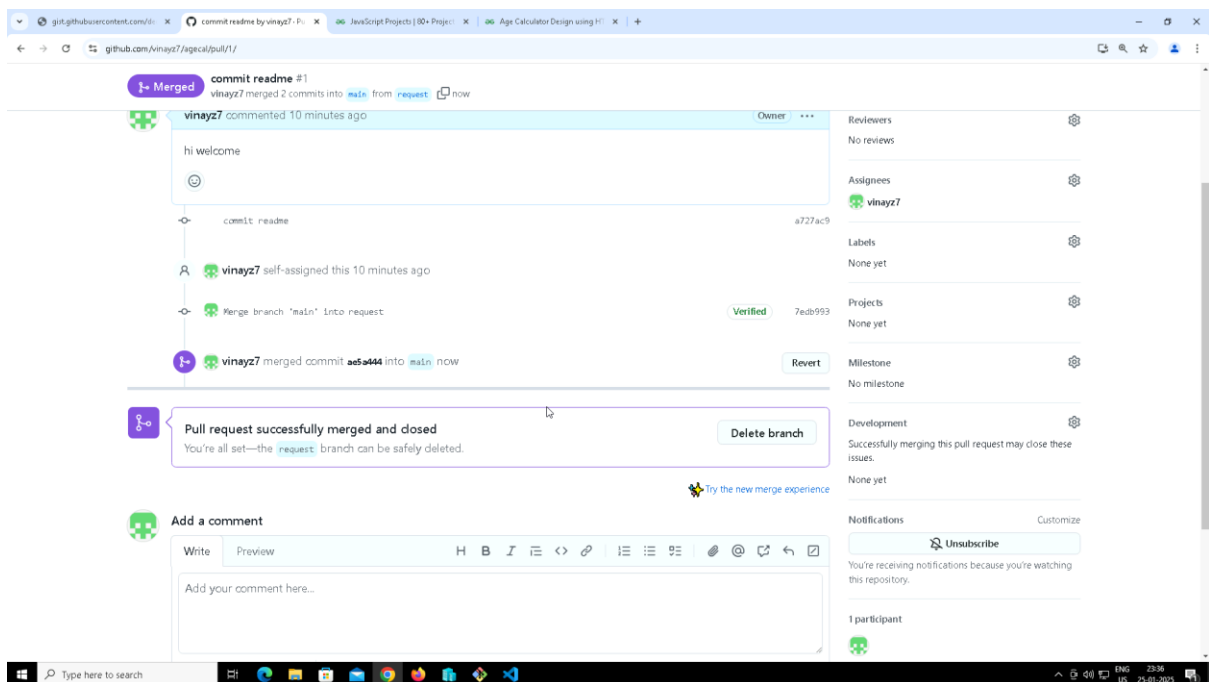 gist.githubusercontent.com/de
commit readme by vinayz7 · Pu
JavaScript Projects | 80+ Project
Age Calculator Design using HT
github.com/vinayz7/agecal/pull/1/
Merged
commit readme #1
vinayz7 merged 2 commits into main from request now
vinayz7 commented 10 minutes ago
Owner
hi welcome
commit readme a727ac9
vinayz7 self-assigned this 10 minutes ago
Merge branch 'main' into request Verified 7edb993
vinayz7 merged commit ae5a444 into main now Revert
Pull request successfully merged and closed
You're all set—the request branch can be safely deleted.
Delete branch
Try the new merge experience
Add a comment
Write Preview
H B I
Add your comment here...
Reviewers
No reviews
Assignees
vinayz7
Labels
None yet
Projects
None yet
Milestone
No milestone
Development
Successfully merging this pull request may close these
issues.
None yet
Notifications Customize
Unsubscribe
You're receiving notifications because you're watching
this repository.
1 participant
Type here to search
ENG
US
23:36
25-01-2025